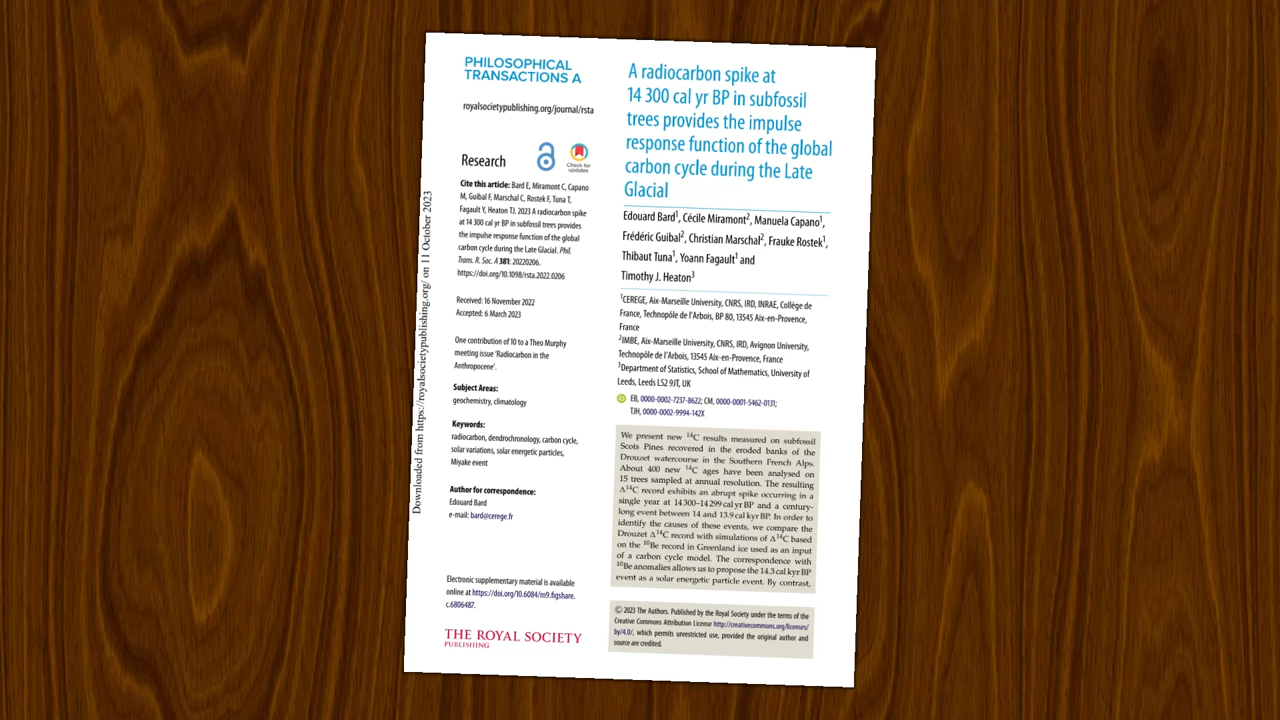 PHILOSOPHICAL
TRANSACTIONS A
royalsocietypublishing.org/journal/rsta
Research
Check for
updates
Cite this article: Bard E, Miramont C, Capano
M, Guibal F, Marschal C, Rostek F, Tuna T,
Fagault Y, Heaton TJ. 2023 A radiocarbon spike
at 14 300 cal yr BP in subfossil trees provides
the impulse response function of the global
carbon cycle during the Late Glacial. Phil.
Trans. R. Soc. A 381: 20220206.
https://doi.org/10.1098/rsta.2022.0206
Received: 16 November 2022
Accepted: 6 March 2023
One contribution of 10 to a Theo Murphy
meeting issue ‘Radiocarbon in the
Anthropocene’.
Subject Areas:
geochemistry, climatology
Keywords:
radiocarbon, dendrochronology, carbon cycle,
solar variations, solar energetic particles,
Miyake event
Author for correspondence:
Edouard Bard
e-mail: bard@cerege.fr
Electronic supplementary material is available
online at https://doi.org/10.6084/m9.figshare.
c.6806487.
THE ROYAL SOCIETY
PUBLISHING
A radiocarbon spike at
14 300 cal yr BP in subfossil
trees provides the impulse
response function of the global
carbon cycle during the Late
Glacial
Edouard Bard¹, Cécile Miramont², Manuela Capano¹,
Frédéric Guibal², Christian Marschal², Frauke Rostek¹,
Thibaut Tuna¹, Yoann Fagault¹ and
Timothy J. Heaton³
¹CEREGE, Aix-Marseille University, CNRS, IRD, INRAE, Collège de
France, Technopôle de l’Arbois, BP 80, 13545 Aix-en-Provence,
France
²IMBE, Aix-Marseille University, CNRS, IRD, Avignon University,
Technopôle de l’Arbois, 13545 Aix-en-Provence, France
³Department of Statistics, School of Mathematics, University of
Leeds, Leeds LS2 9JT, UK
EB, 0000-0002-7237-8622; CM, 0000-0001-5462-0131;
TJH, 0000-0002-9994-142X
We present new ¹⁴C results measured on subfossil
Scots Pines recovered in the eroded banks of the
Drouzet watercourse in the Southern French Alps.
About 400 new ¹⁴C ages have been analysed on
15 trees sampled at annual resolution. The resulting
Δ¹⁴C record exhibits an abrupt spike occurring in a
single year at 14 300–14 299 cal yr BP and a century-
long event between 14 and 13.9 cal kyr BP. In order to
identify the causes of these events, we compare the
Drouzet Δ¹⁴C record with simulations of Δ¹⁴C based
on the ¹⁰Be record in Greenland ice used as an input
of a carbon cycle model. The correspondence with
¹⁰Be anomalies allows us to propose the 14.3 cal kyr BP
event as a solar energetic particle event. By contrast,
© 2023 The Authors. Published by the Royal Society under the terms of the
Creative Commons Attribution License http://creativecommons.org/licenses/
by/4.0/, which permits unrestricted use, provided the original author and
source are credited.
Downloaded from https://royalsocietypublishing.org/ on 11 October 2023